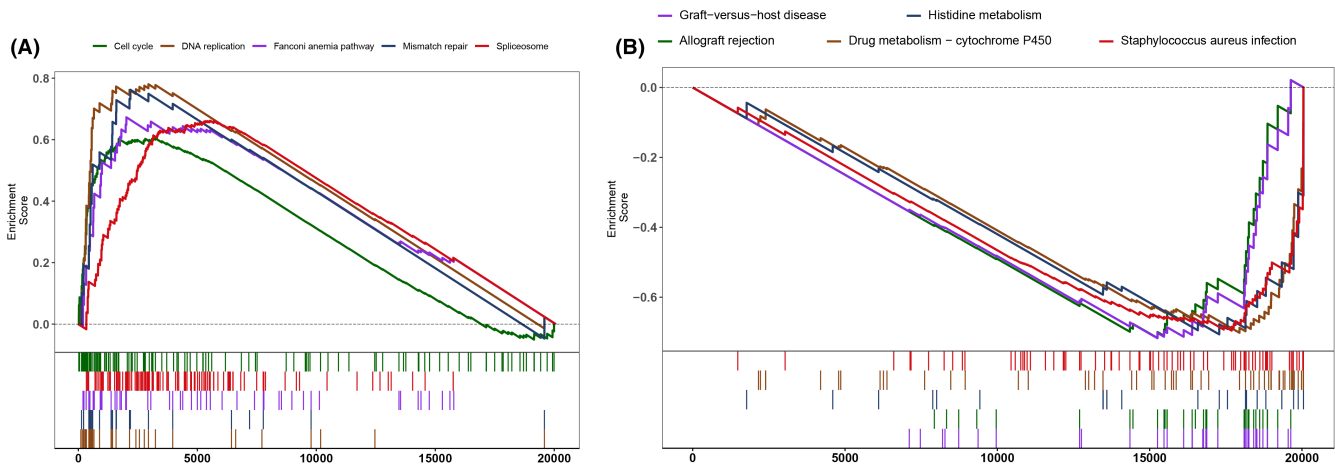 (A)
Cell cycle DNA replication Fanconi anemia pathway Mismatch repair Spliceosome
Enrichment
Score
0.8
0.6
0.4
0.2
0.0
0 5000 10000 15000 20000
(B)
Graft−versus−host disease Histidine metabolism
Allograft rejection Drug metabolism − cytochrome P450 Staphylococcus aureus infection
Enrichment
Score
0.0
−0.2
−0.4
−0.6
0 5000 10000 15000 20000